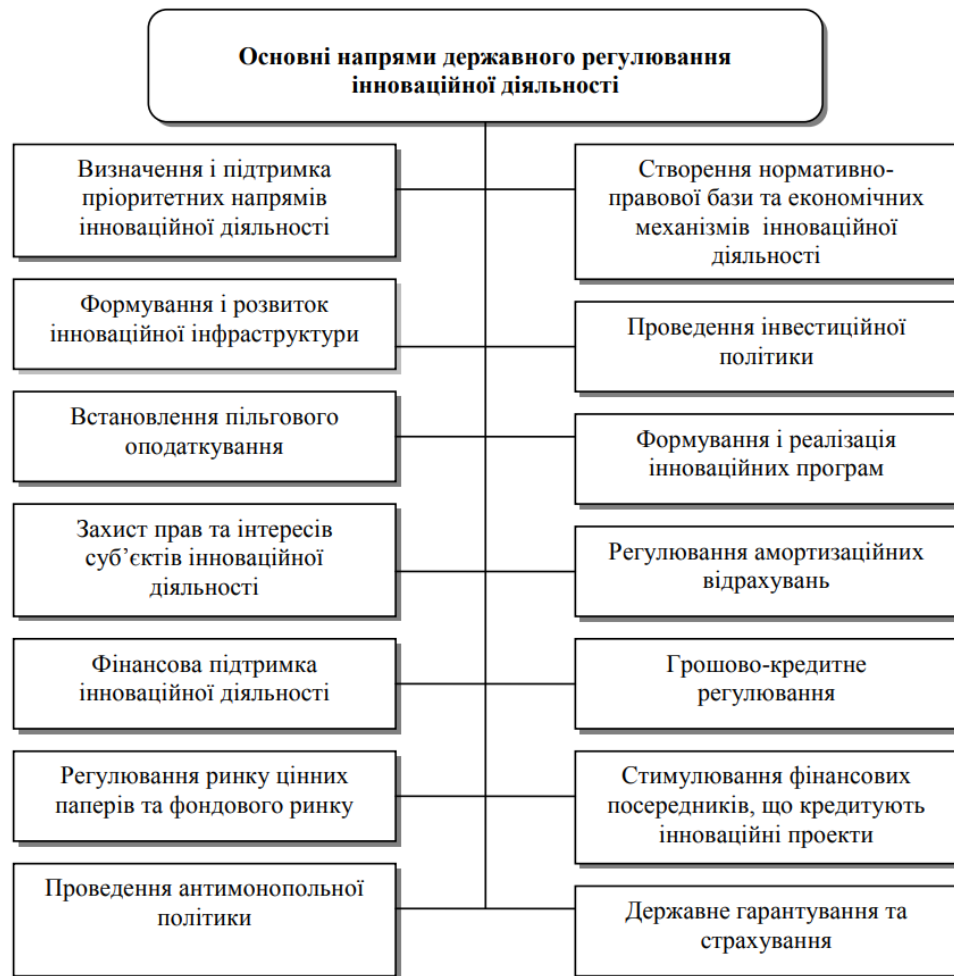 Основні напрями державного регулювання
інноваційної діяльності
Визначення і підтримка
пріоритетних напрямів
інноваційної діяльності
Створення нормативно-
правової бази та економічних
механізмів інноваційної
діяльності
Формування і розвиток
інноваційної інфраструктури
Проведення інвестиційної
політики
Встановлення пільгового
оподаткування
Формування і реалізація
інноваційних програм
Захист прав та інтересів
суб’єктів інноваційної
діяльності
Регулювання амортизаційних
відрахувань
Фінансова підтримка
інноваційної діяльності
Грошово-кредитне
регулювання
Регулювання ринку цінних
паперів та фондового ринку
Стимулювання фінансових
посередників, що кредитують
інноваційні проекти
Проведення антимонопольної
політики
Державне гарантування та
страхування